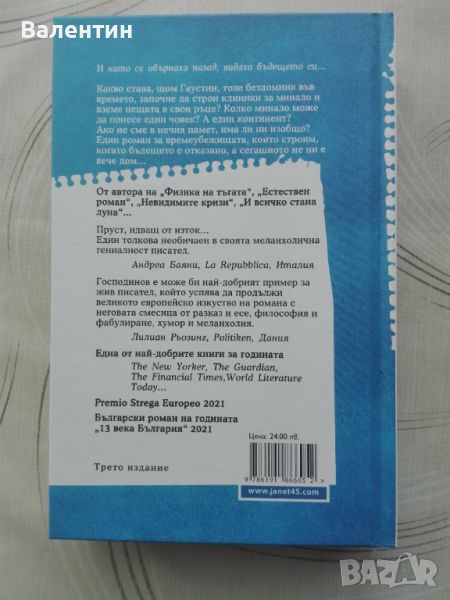 Валентин
И като се обърнаха назад, видяха бъдещето си...
Какво става, щом Гаустин, този бездомник във
времето, започне да строи клиники за минало и
вземе нещата в свои ръце? Колко минало може
да понесе един човек? А един континент?
Ако не сме в нечия памет, има ли ни изобщо?
Един роман за времеубежищата, които строим,
когато бъдещето е отказано, а сегашното не ни е
вече дом...
От автора на „Физика на тъгата“, „Естествен
роман“, „Невидимите кризи“, „И всичко стана
луна“...
Пруст, идващ от изток...
Един толкова необичаен в своята меланхолична
гениалност писател.
Андреа Баяни, La Repubblica, Италия
Господинов е може би най-добрият пример за
жив писател, който успява да продължи
великото европейско изкуство на романа с
неговата смесица от разказ и есе, философия и
фабулиране, хумор и меланхолия.
Лилиан Рьозинг, Politiken, Дания
Една от най-добрите книги за годината
The New Yorker, The Guardian,
The Financial Times,World Literature
Today...
Premio Strega Europeo 2021
Български роман на годината
„13 века България“ 2021
Цена: 24.00 лв.
Трето издание
9 786191 866052 >
www.janet45.com
BAZAR